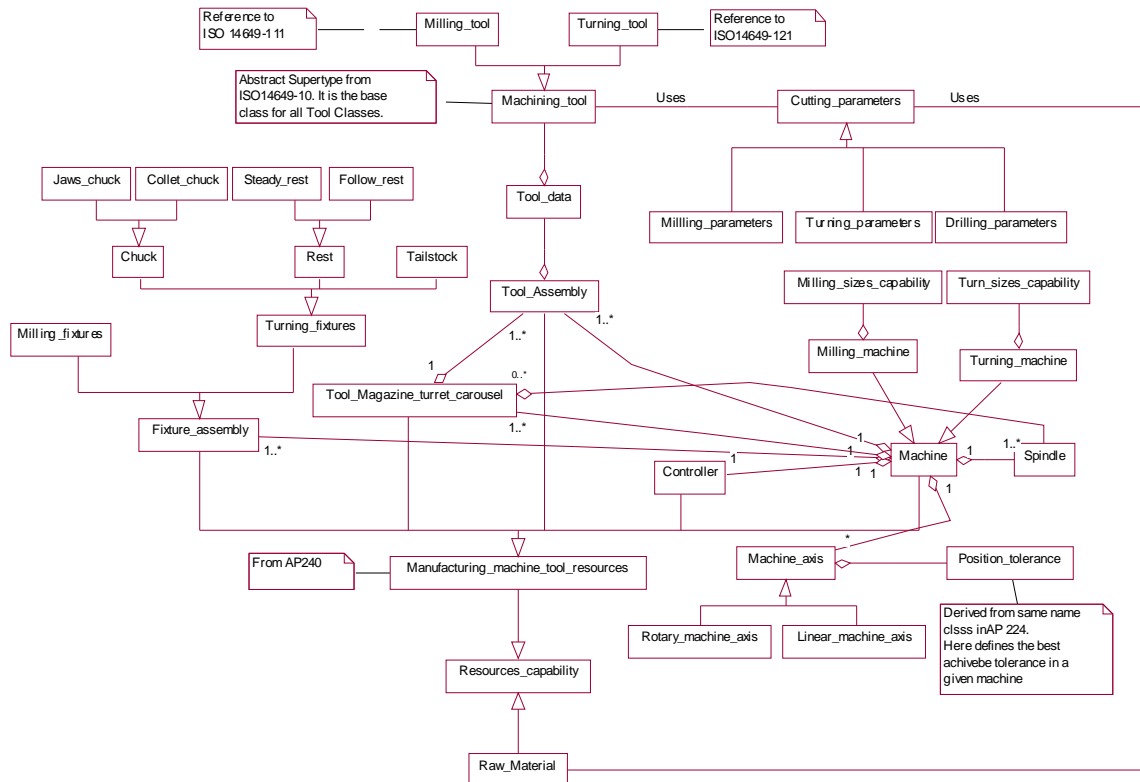 Reference to
ISO 14649-111
Milling_tool
Turning_tool
Reference to
ISO14649-121
Abstract Supertype from
ISO14649-10. It is the base
class for all Tool Classes.
Machining_tool
Uses
Cutting_parameters
Uses
Jaws_chuck
Collet_chuck
Steady_rest
Follow_rest
Tool_data
Millling_parameters
Turning_parameters
Drilling_parameters
Chuck
Rest
Tailstock
Tool_Assembly
Milling_sizes_capability
Turn_sizes_capability
1..*
1..*
Milling_fixtures
Turning_fixtures
Milling_machine
Turning_machine
1
0..*
Tool_Magazine_turret_carousel
1..*
Fixture_assembly
1..*
Controller
1
1
1
1
1
Machine
1
1..*
Spindle
1
*
From AP240
Manufacturing_machine_tool_resources
Machine_axis
Position_tolerance
Rotary_machine_axis
Linear_machine_axis
Derived from same name
clsss inAP 224.
Here defines the best
achivebe tolerance in a
given machine
Resources_capability
Raw_Material